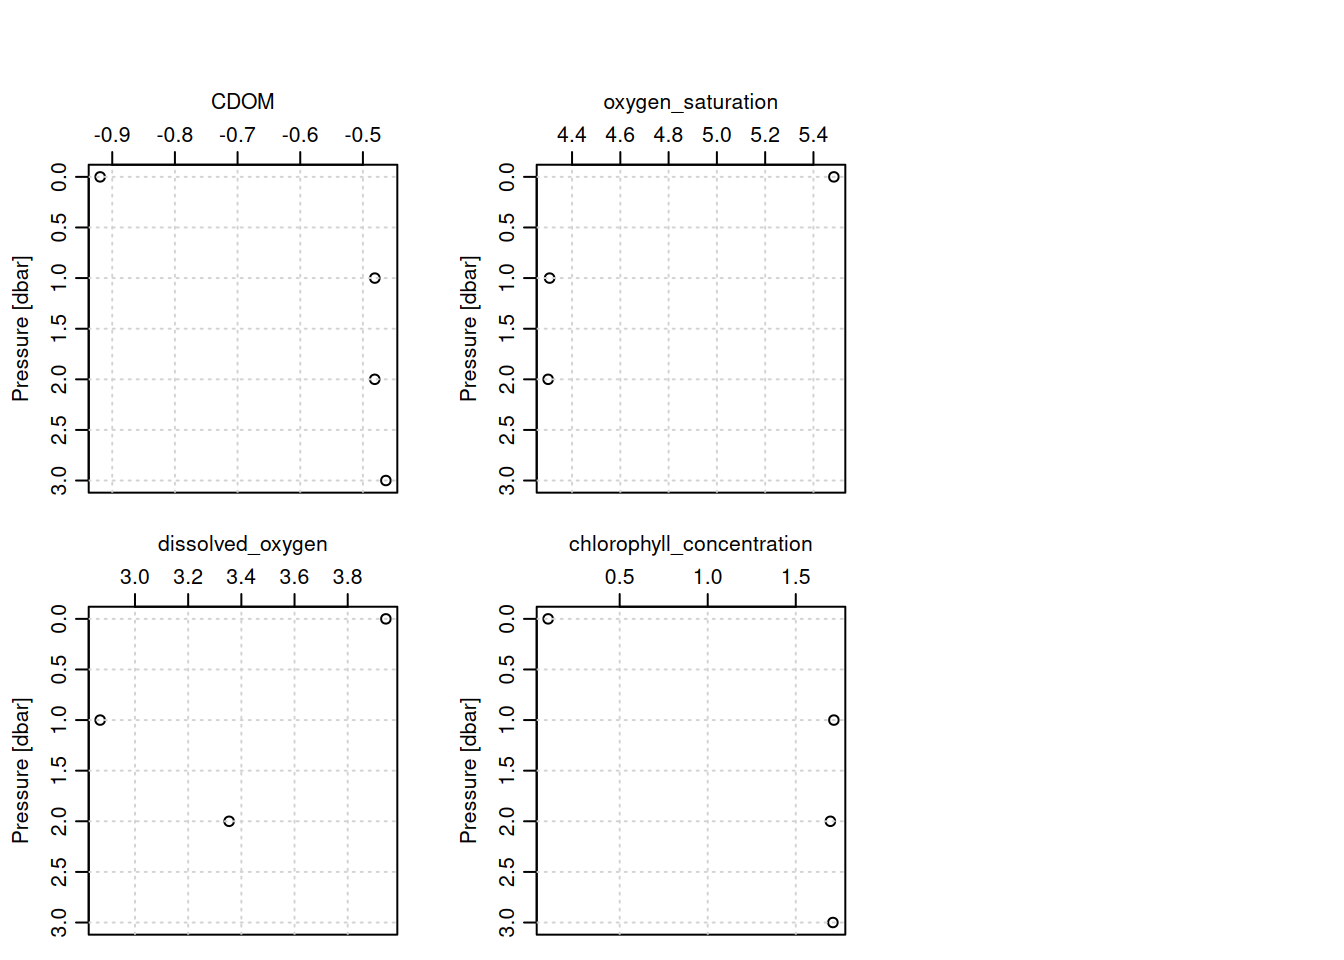 CDOM
-0.9 -0.8 -0.7 -0.6 -0.5
Pressure [dbar]
0.0 0.5 1.0 1.5 2.0 2.5 3.0
oxygen_saturation
4.4 4.6 4.8 5.0 5.2 5.4
Pressure [dbar]
0.0 0.5 1.0 1.5 2.0 2.5 3.0
dissolved_oxygen
3.0 3.2 3.4 3.6 3.8
Pressure [dbar]
0.0 0.5 1.0 1.5 2.0 2.5 3.0
chlorophyll_concentration
0.5 1.0 1.5
Pressure [dbar]
0.0 0.5 1.0 1.5 2.0 2.5 3.0